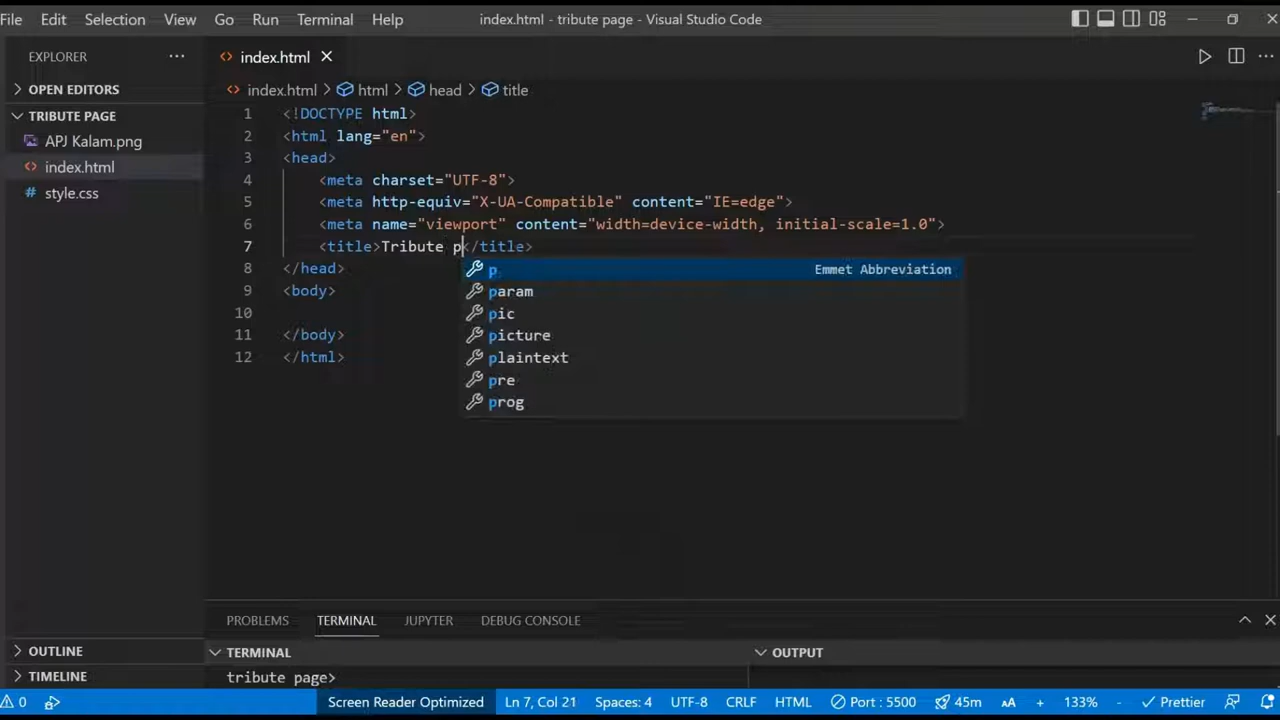 File Edit Selection View Go Run Terminal Help index.html - tribute page - Visual Studio Code
EXPLORER ···
OPEN EDITORS
TRIBUTE PAGE
APJ Kalam.png
index.html
style.css
OUTLINE
TIMELINE
index.html
index.html > html > head > title
1 <!DOCTYPE html>
2 <html lang="en">
3 <head>
4 <meta charset="UTF-8">
5 <meta http-equiv="X-UA-Compatible" content="IE=edge">
6 <meta name="viewport" content="width=device-width, initial-scale=1.0">
7 <title>Tribute p</title>
8 </head>
9 <body>
10
11 </body>
12 </html>
p Emmet Abbreviation
param
pic
picture
plaintext
pre
prog
PROBLEMS TERMINAL JUPYTER DEBUG CONSOLE
TERMINAL OUTPUT
tribute page>
0 Screen Reader Optimized Ln 7, Col 21 Spaces: 4 UTF-8 CRLF HTML Port : 5500 45m AA - 133% + Prettier